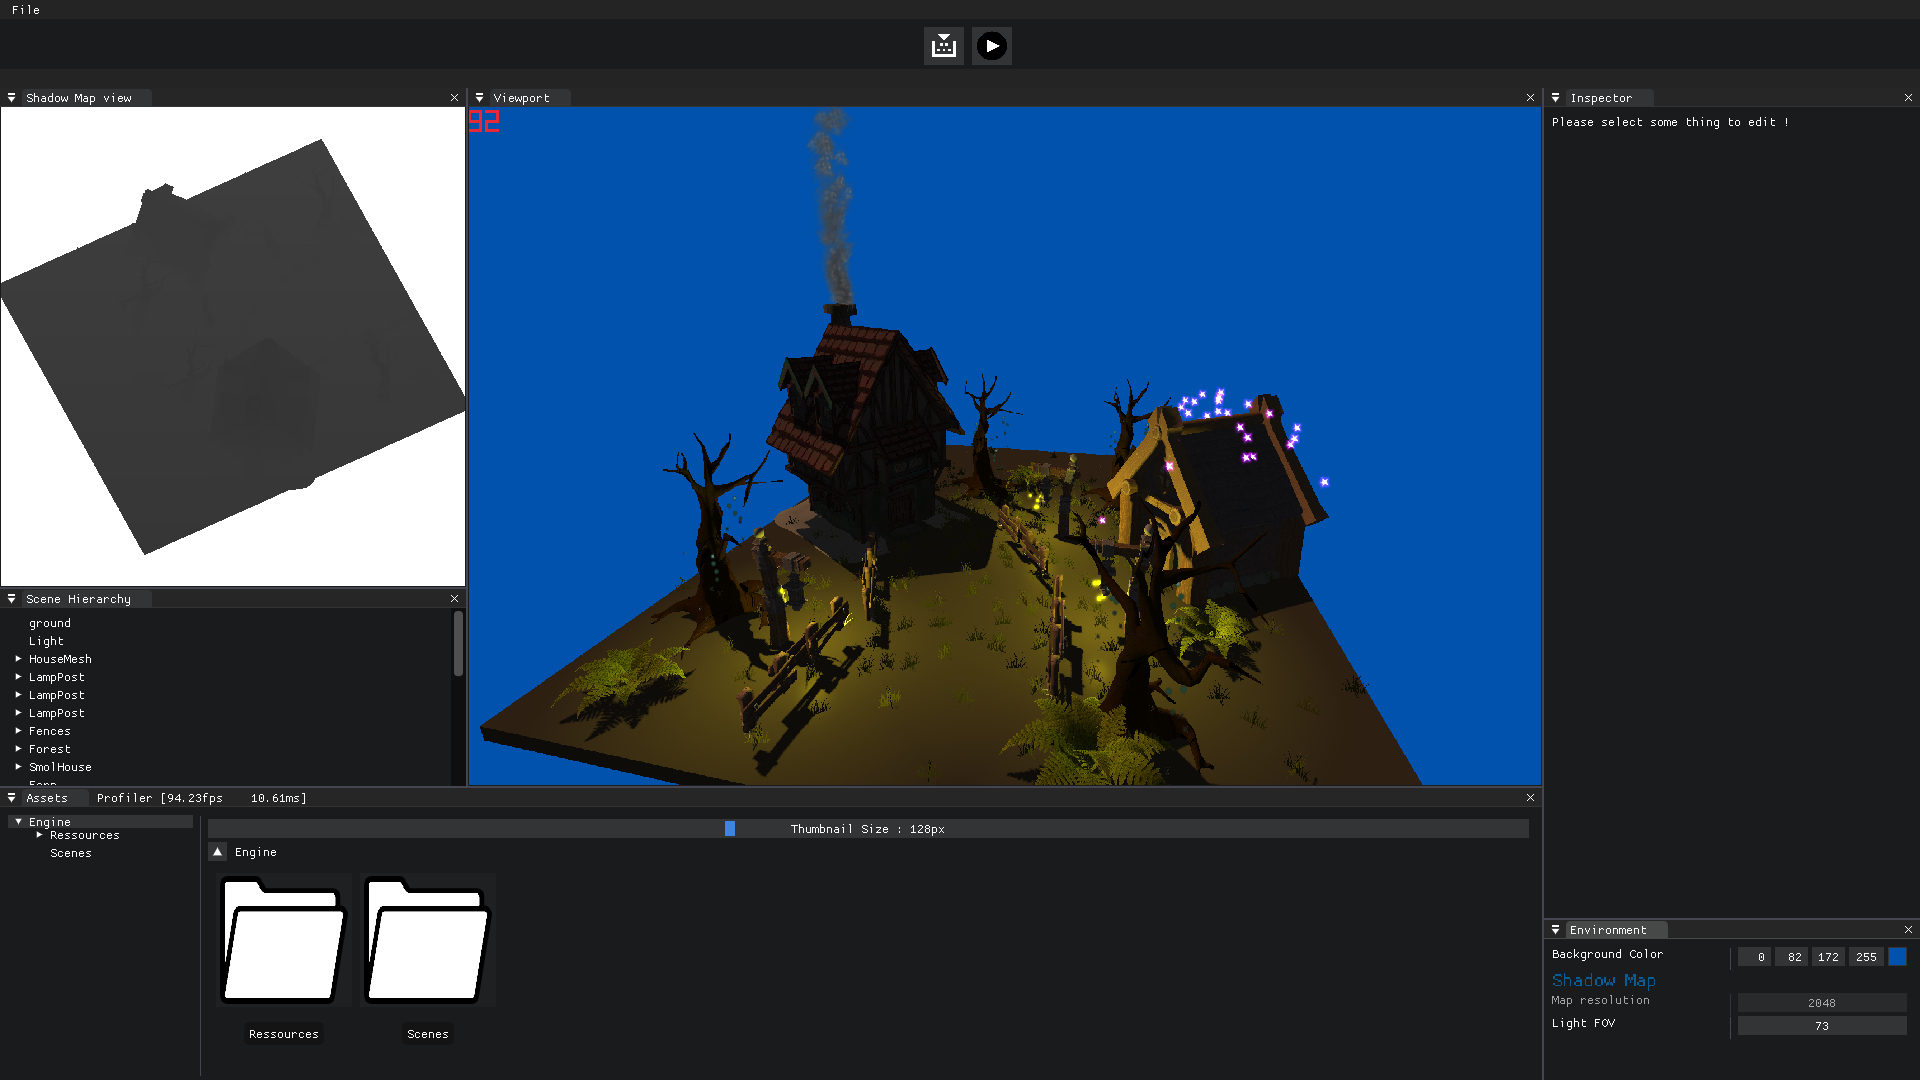 File
Shadow Map view
Viewport
Inspector
92
Please select some thing to edit !
Scene Hierarchy
ground
Light
HouseMesh
LampPost
LampPost
LampPost
Fences
Forest
SmolHouse
Assets Profiler [94.23fps 10.61ms]
Engine
Ressources
Scenes
Thumbnail Size : 128px
Engine
Ressources
Scenes
Environment
Background Color 0 82 172 255
Shadow Map
Map resolution 2048
Light FOV 73